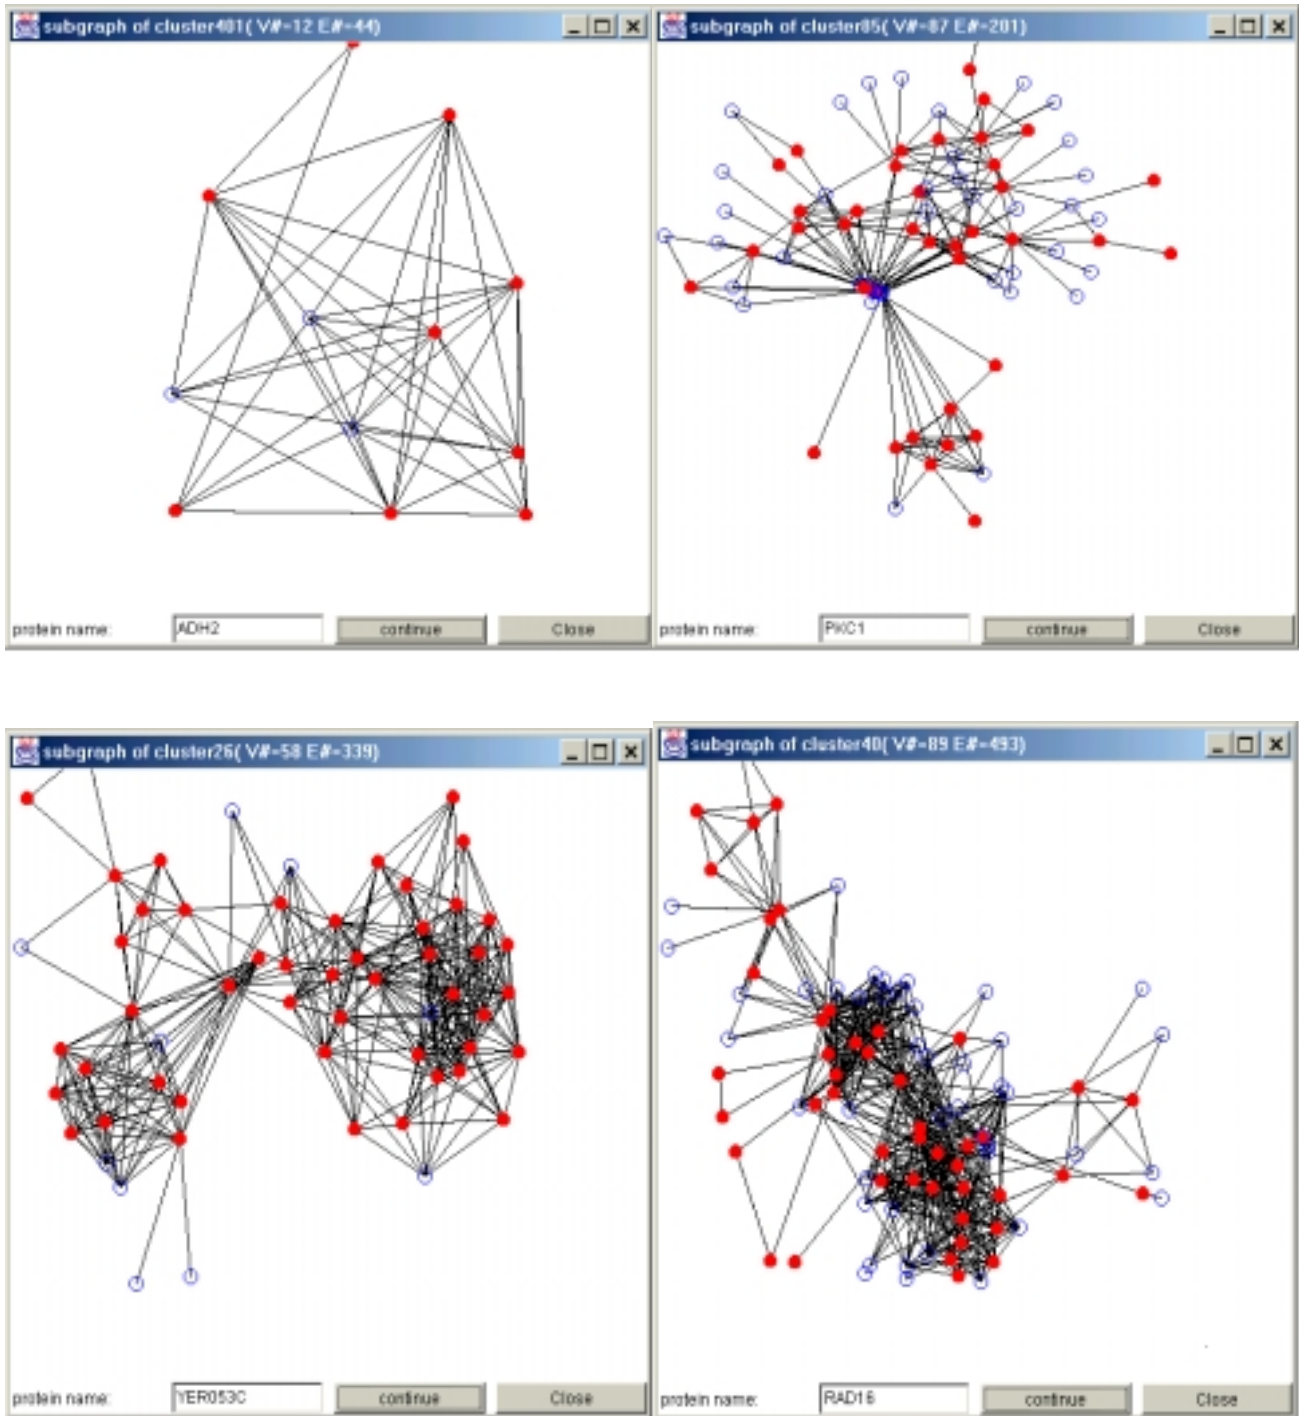 subgraph of cluster401( V#=12 E#=44)
subgraph of cluster85( V#=87 E#=201)
protein name: ADH2 continue Close
protein name: PKC1 continue Close
subgraph of cluster26( V#=58 E#=339)
subgraph of cluster40( V#=89 E#=493)
protein name: YER053C continue Close
protein name: RAD16 continue Close